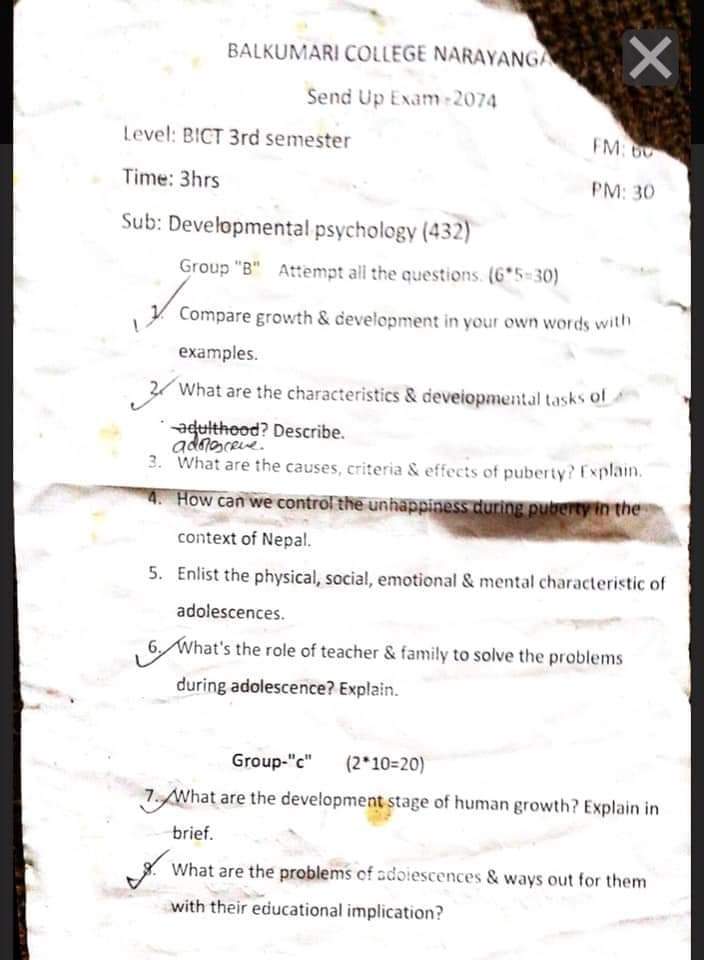 BALKUMARI COLLEGE
Send Up Exam-2074
Level: BICT 3rd semester
FM: 60
Time: 3hrs
PM: 30
Sub: Developmental psychology (432)
Group "B" Attempt all the questions. (6*5=30)
1. Compare growth & development in your own words with
examples.
2. What are the characteristics & developmental tasks of
adulthood? Describe.
3. What are the causes, criteria & effects of puberty? Explain.
4. How can we control the unhappiness during puberty in the
context of Nepal.
5. Enlist the physical, social, emotional & mental characteristic of
adolescences.
6. What's the role of teacher & family to solve the problems
during adolescence? Explain.
Group-"c" (2*10=20)
7. What are the development stage of human growth? Explain in
brief.
8. What are the problems of adolescences & ways out for them
with their educational implication?